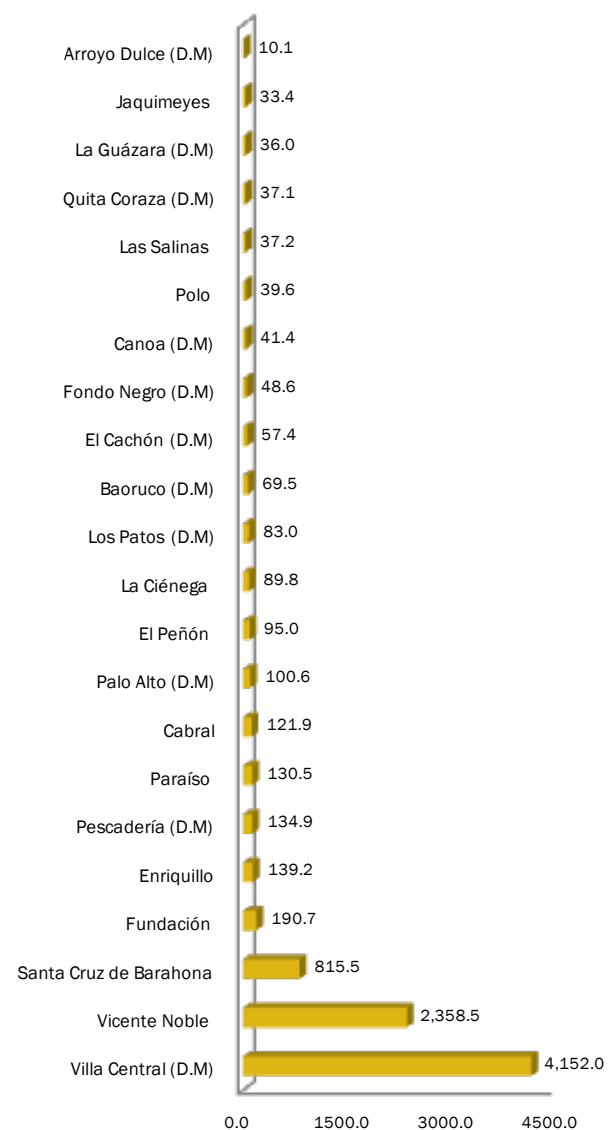 Arroyo Dulce (D.M) 10.1
Jaquimeyes 33.4
La Guázara (D.M) 36.0
Quita Coraza (D.M) 37.1
Las Salinas 37.2
Polo 39.6
Canoa (D.M) 41.4
Fondo Negro (D.M) 48.6
El Cachón (D.M) 57.4
Baoruco (D.M) 69.5
Los Patos (D.M) 83.0
La Ciénega 89.8
El Peñón 95.0
Palo Alto (D.M) 100.6
Cabral 121.9
Paraíso 130.5
Pescadería (D.M) 134.9
Enriquillo 139.2
Fundación 190.7
Santa Cruz de Barahona 815.5
Vicente Noble 2,358.5
Villa Central (D.M) 4,152.0
0.0 1500.0 3000.0 4500.0